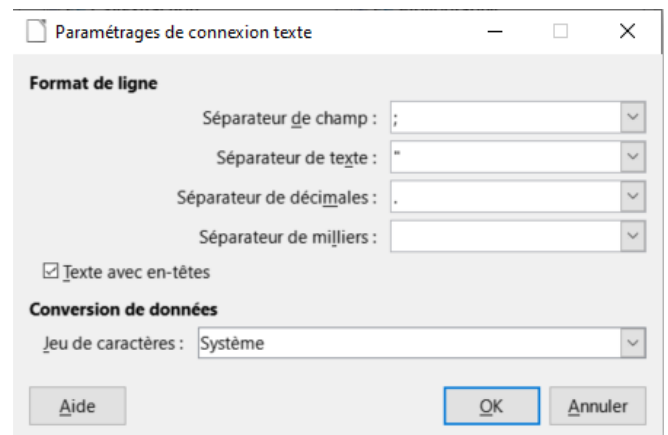 Paramétrages de connexion texte
Format de ligne
Séparateur de champ : ;
Séparateur de texte : "
Séparateur de décimales : .
Séparateur de milliers :
Texte avec en-têtes
Conversion de données
Jeu de caractères : Système
Aide OK Annuler